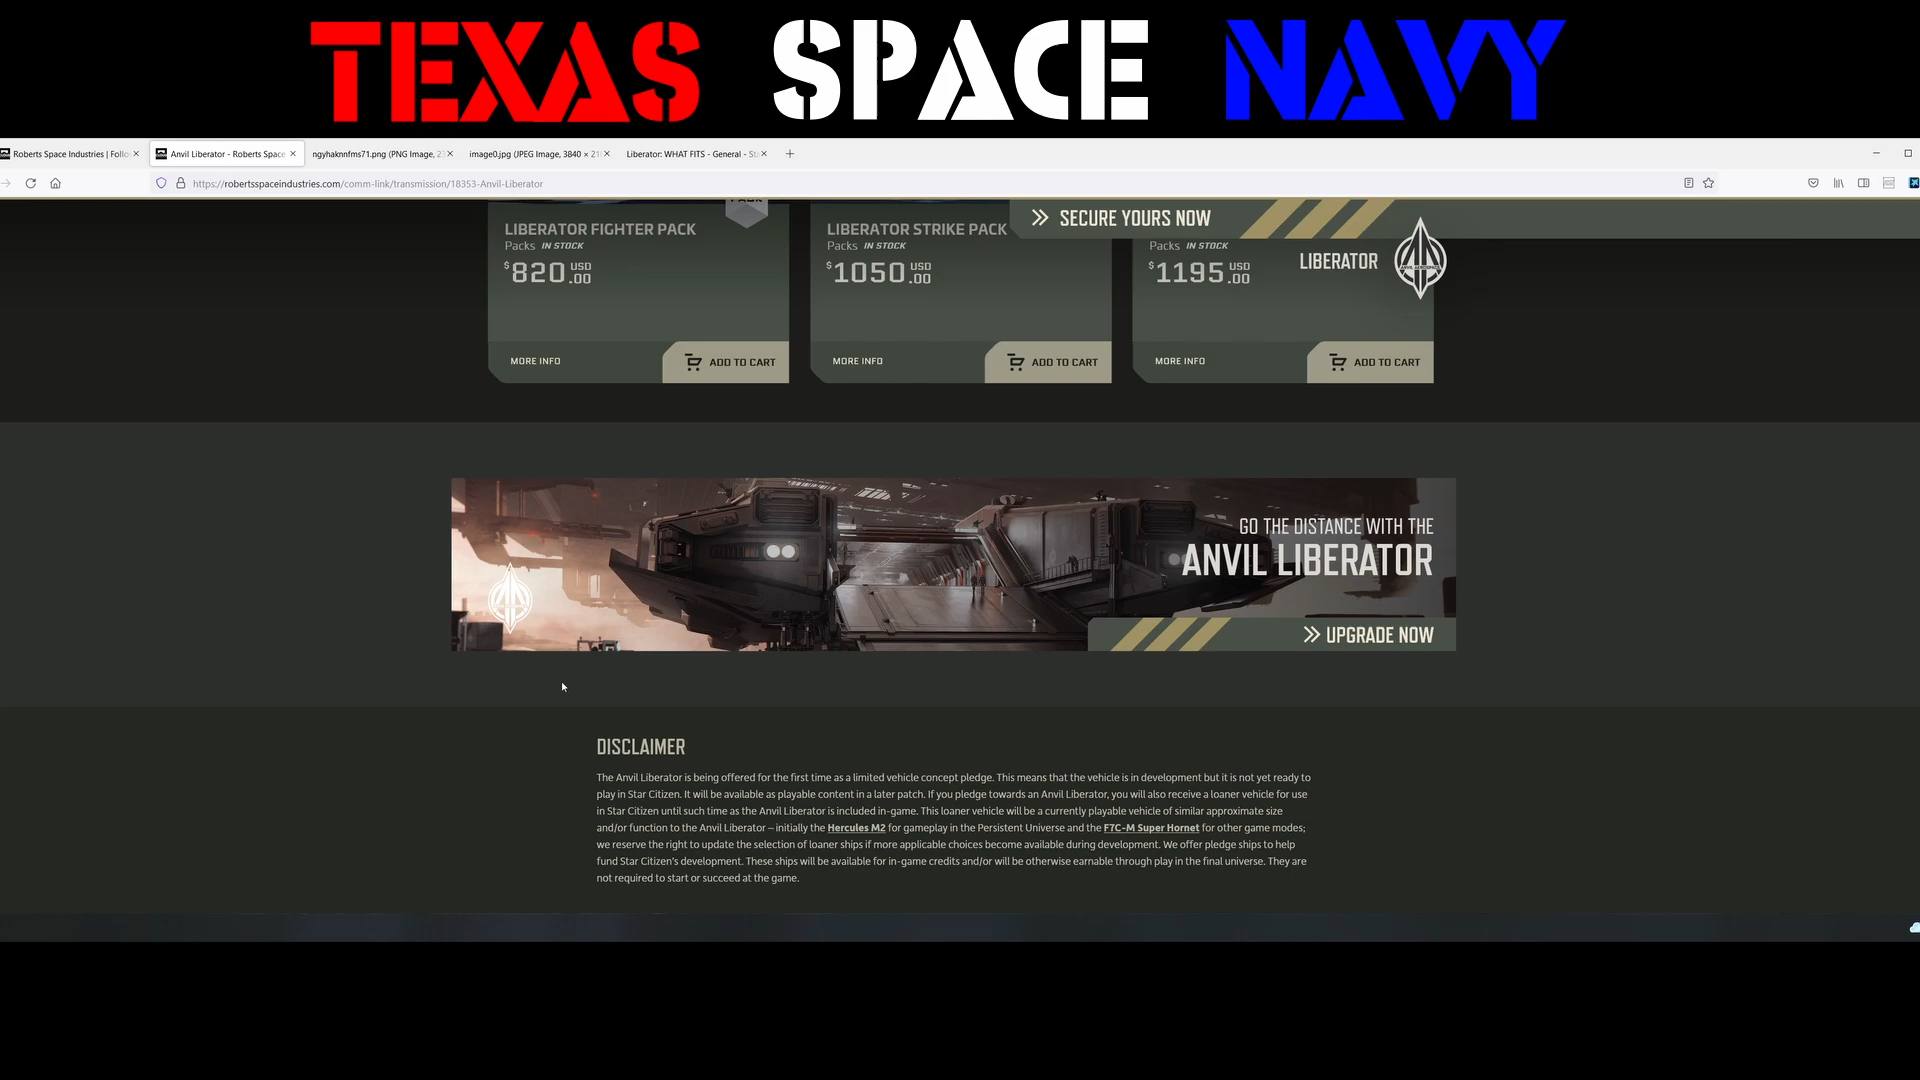 TEXAS SPACE NAVY
Roberts Space Industries | Follo
Anvil Liberator - Roberts Space
ngyhaknnfms71.png (PNG Image, 23
image0.jpg (JPEG Image, 3840 × 21
Liberator: WHAT FITS - General - St
https://robertsspaceindustries.com/comm-link/transmission/18353-Anvil-Liberator
SECURE YOURS NOW
LIBERATOR
LIBERATOR FIGHTER PACK
Packs IN STOCK
$820 USD .00
MORE INFO
ADD TO CART
LIBERATOR STRIKE PACK
Packs IN STOCK
$1050 USD .00
MORE INFO
ADD TO CART
Packs IN STOCK
$1195 USD .00
MORE INFO
ADD TO CART
GO THE DISTANCE WITH THE
ANVIL LIBERATOR
UPGRADE NOW
DISCLAIMER
The Anvil Liberator is being offered for the first time as a limited vehicle concept pledge. This means that the vehicle is in development but it is not yet ready to
play in Star Citizen. It will be available as playable content in a later patch. If you pledge towards an Anvil Liberator, you will also receive a loaner vehicle for use
in Star Citizen until such time as the Anvil Liberator is included in-game. This loaner vehicle will be a currently playable vehicle of similar approximate size
and/or function to the Anvil Liberator – initially the Hercules M2 for gameplay in the Persistent Universe and the F7C-M Super Hornet for other game modes;
we reserve the right to update the selection of loaner ships if more applicable choices become available during development. We offer pledge ships to help
fund Star Citizen's development. These ships will be available for in-game credits and/or will be otherwise earnable through play in the final universe. They are
not required to start or succeed at the game.